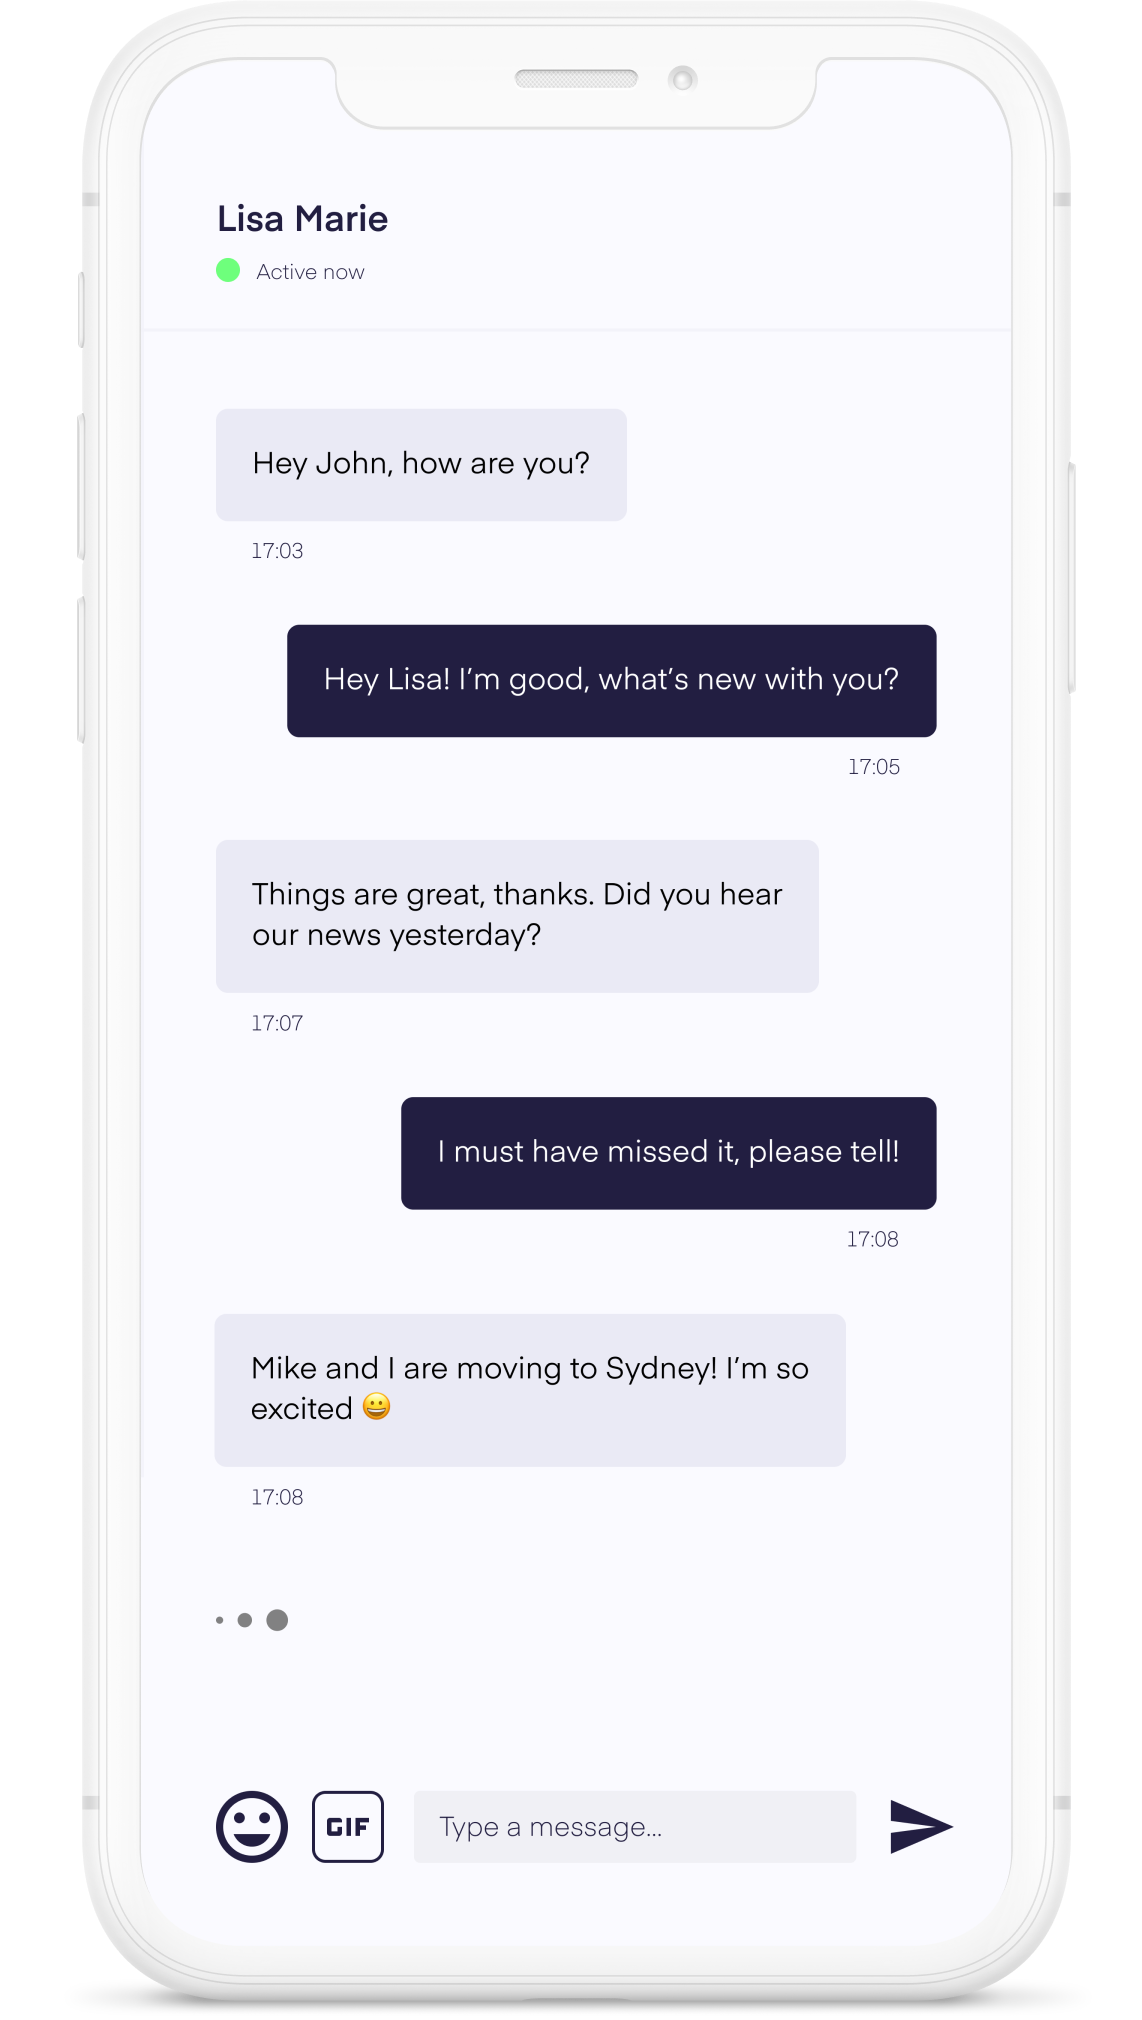 Lisa Marie
Active now
Hey John, how are you?
17:03
Hey Lisa! I’m good, what’s new with you?
17:05
Things are great, thanks. Did you hear
our news yesterday?
17:07
I must have missed it, please tell!
17:08
Mike and I are moving to Sydney! I’m so
excited 😀
17:08
GIF
Type a message...